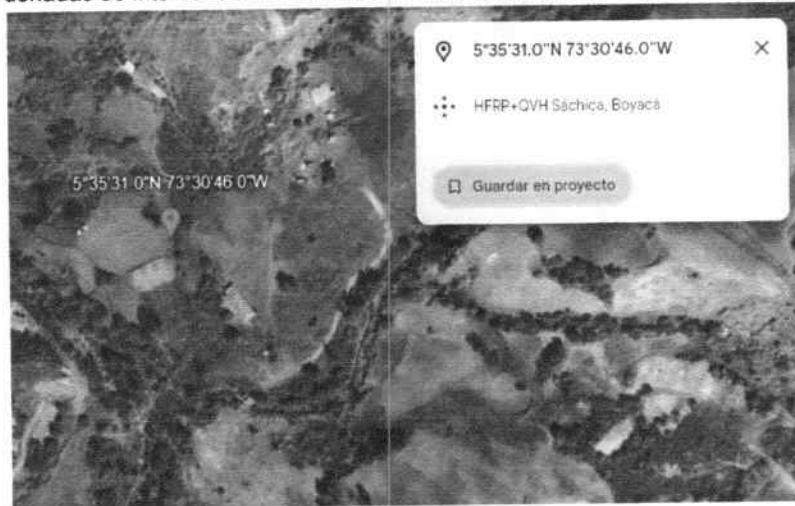 5°35'31.0"N 73°30'46.0"W
HFRP+QVH Sáchica, Boyacá
Guardar en proyecto
5°35'31 0"N 73°30'46 0"W